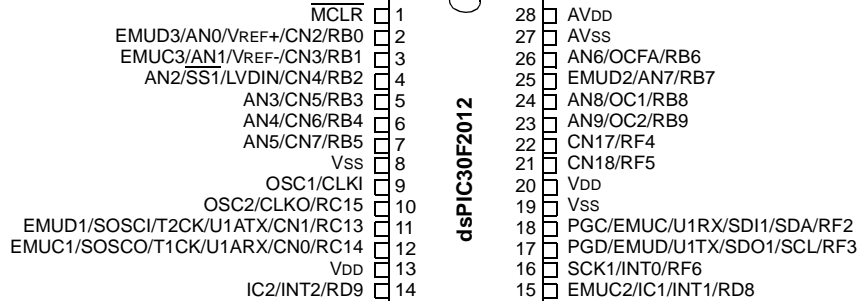 MCLR 1
EMUD3/AN0/VREF+/CN2/RB0 2
EMUC3/AN1/VREF-/CN3/RB1 3
AN2/SS1/LVDIN/CN4/RB2 4
AN3/CN5/RB3 5
AN4/CN6/RB4 6
AN5/CN7/RB5 7
VSS 8
OSC1/CLKI 9
OSC2/CLKO/RC15 10
EMUD1/SOSCI/T2CK/U1ATX/CN1/RC13 11
EMUC1/SOSCO/T1CK/U1ARX/CN0/RC14 12
VDD 13
IC2/INT2/RD9 14
dsPIC30F2012
28 AVDD
27 AVSS
26 AN6/OCFA/RB6
25 EMUD2/AN7/RB7
24 AN8/OC1/RB8
23 AN9/OC2/RB9
22 CN17/RF4
21 CN18/RF5
20 VDD
19 VSS
18 PGC/EMUC/U1RX/SDI1/SDA/RF2
17 PGD/EMUD/U1TX/SDO1/SCL/RF3
16 SCK1/INT0/RF6
15 EMUC2/IC1/INT1/RD8